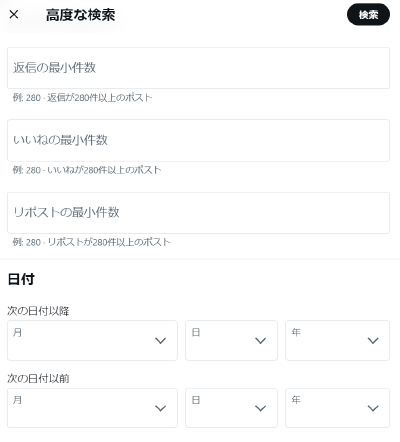 高度な検索
検索
返信の最小件数
例: 280 · 返信が280件以上のポスト
いいねの最小件数
例: 280 · いいねが280件以上のポスト
リポストの最小件数
例: 280 · リポストが280件以上のポスト
日付
次の日付以降
月 日 年
次の日付以前
月 日 年